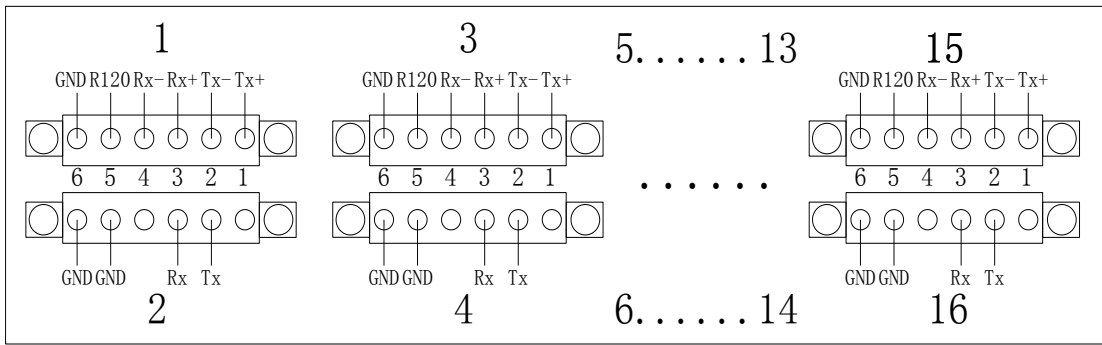 1 3 5......13 15
GND R120 Rx- Rx+ Tx- Tx+ GND R120 Rx- Rx+ Tx- Tx+ GND R120 Rx- Rx+ Tx- Tx+
6 5 4 3 2 1 6 5 4 3 2 1 ...... 6 5 4 3 2 1
GND GND Rx Tx GND GND Rx Tx GND GND Rx Tx
2 4 6......14 16